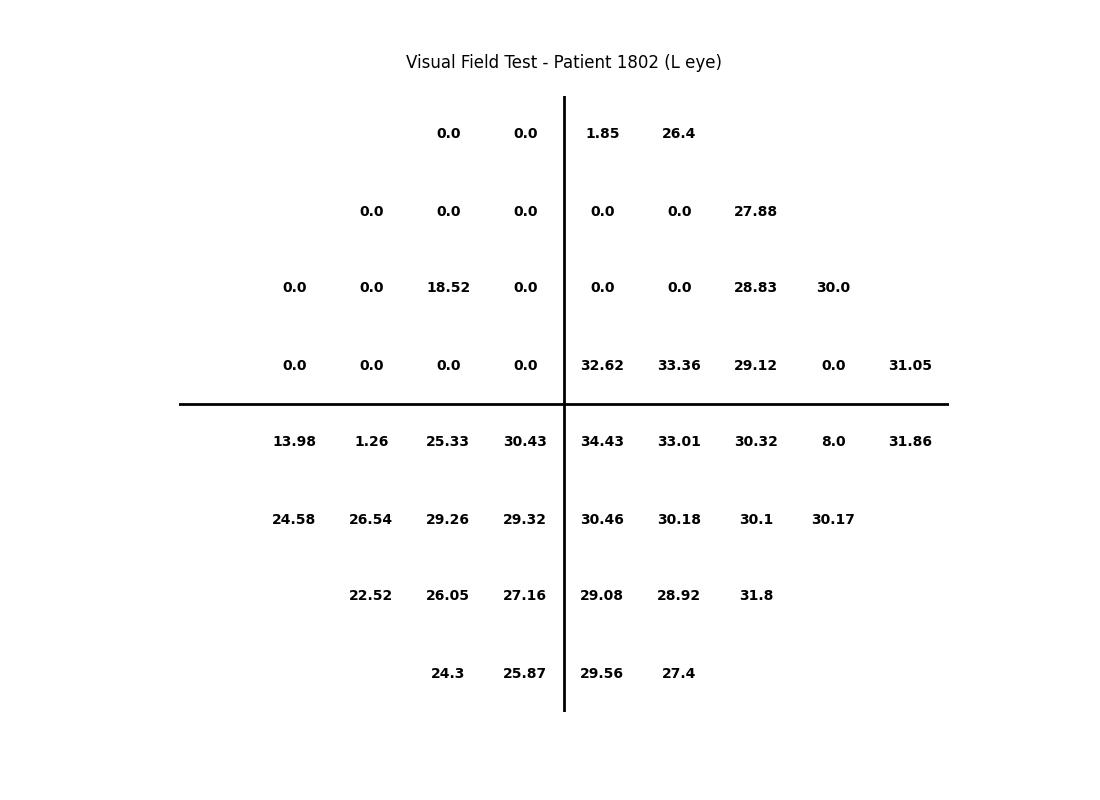 Visual Field Test - Patient 1802 (L eye)
0.0 0.0 1.85 26.4
0.0 0.0 0.0 0.0 0.0 27.88
0.0 0.0 18.52 0.0 0.0 0.0 28.83 30.0
0.0 0.0 0.0 0.0 32.62 33.36 29.12 0.0 31.05
13.98 1.26 25.33 30.43 34.43 33.01 30.32 8.0 31.86
24.58 26.54 29.26 29.32 30.46 30.18 30.1 30.17
22.52 26.05 27.16 29.08 28.92 31.8
24.3 25.87 29.56 27.4